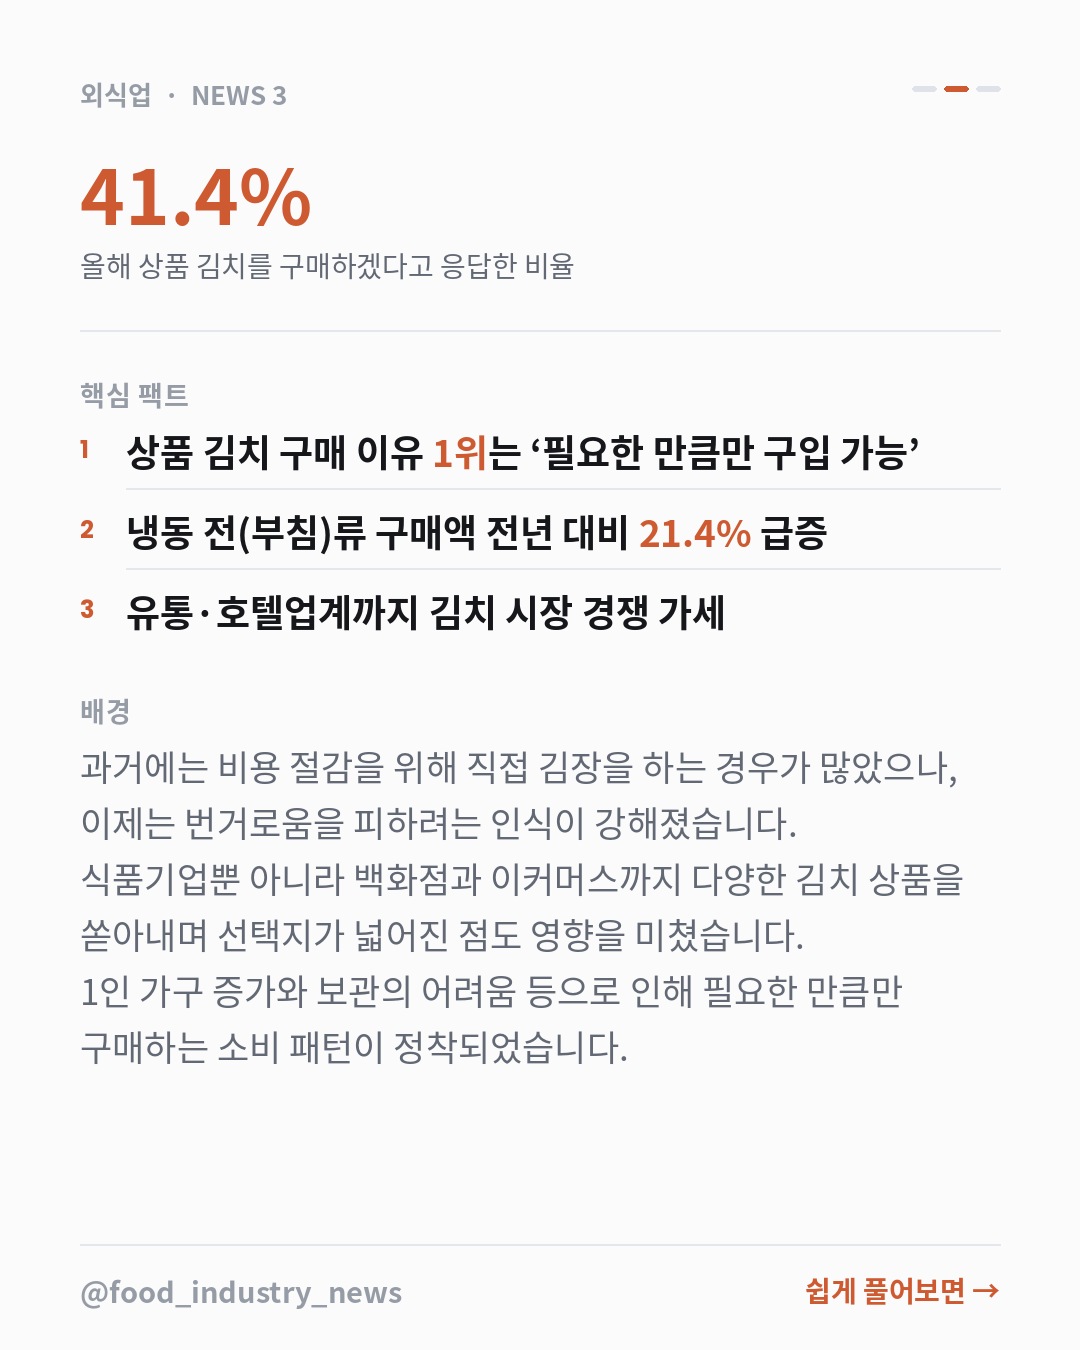 외식업 · NEWS 3
41.4%
올해 상품 김치를 구매하겠다고 응답한 비율
핵심 팩트
1 상품 김치 구매 이유 1위는 ‘필요한 만큼만 구입 가능’
2 냉동 전(부침)류 구매액 전년 대비 21.4% 급증
3 유통·호텔업계까지 김치 시장 경쟁 가세
배경
과거에는 비용 절감을 위해 직접 김장을 하는 경우가 많았으나,
이제는 번거로움을 피하려는 인식이 강해졌습니다.
식품기업뿐 아니라 백화점과 이커머스까지 다양한 김치 상품을
쏟아내며 선택지가 넓어진 점도 영향을 미쳤습니다.
1인 가구 증가와 보관의 어려움 등으로 인해 필요한 만큼만
구매하는 소비 패턴이 정착되었습니다.
@food_industry_news
쉽게 풀어보면 →